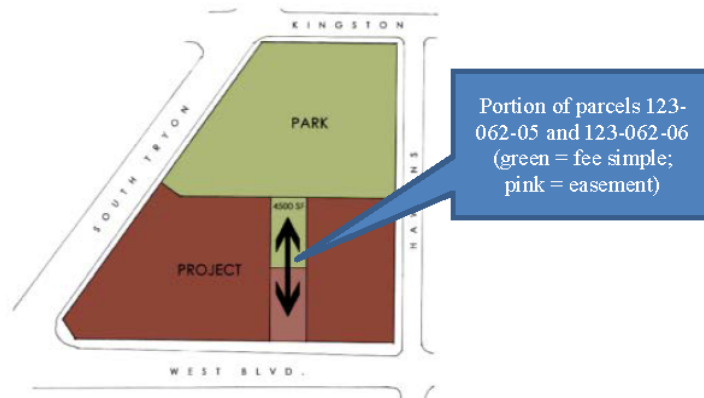 KINGSTON
SOUTH TRYON
PARK
Portion of parcels 123-
062-05 and 123-062-06
(green = fee simple;
pink = easement)
4500 SF
PROJECT
WEST BLVD.